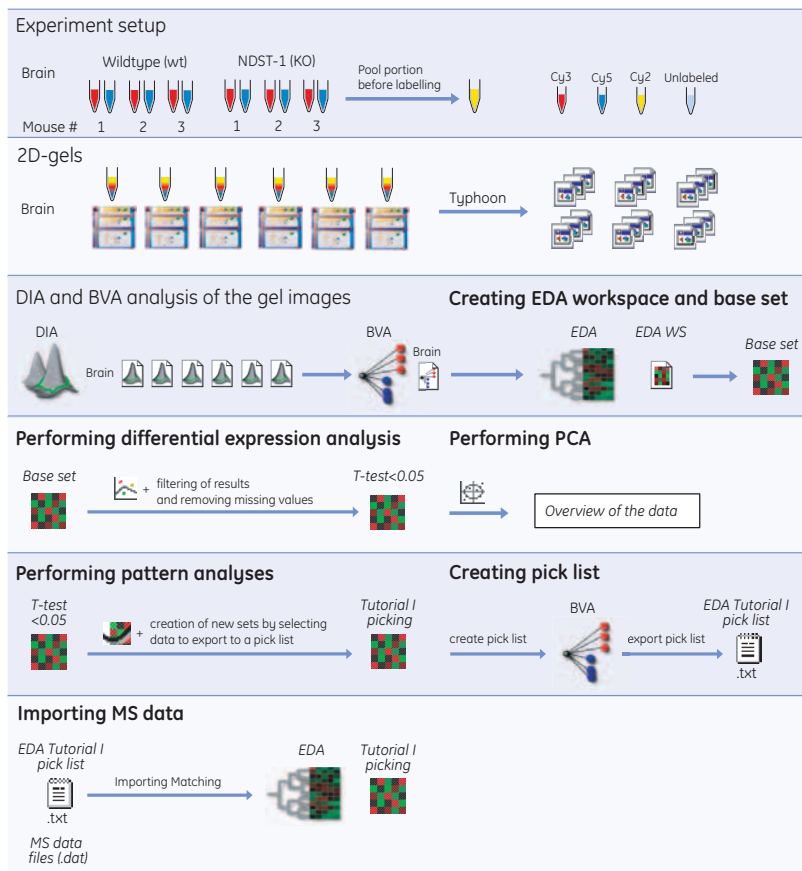 Experiment setup
Brain
Wildtype (wt)
NDST-1 (KO)
Pool portion
before labelling
Cy3
Cy5
Cy2
Unlabeled
Mouse #
1
2
3
1
2
3
2D-gels
Brain
Typhoon
DIA and BVA analysis of the gel images
Creating EDA workspace and base set
DIA
Brain
BVA
Brain
EDA
EDA WS
Base set
Performing differential expression analysis
Performing PCA
Base set
+ filtering of results
and removing missing values
T-test<0.05
Overview of the data
Performing pattern analyses
Creating pick list
T-test
<0.05
+ creation of new sets by selecting
data to export to a pick list
Tutorial I
picking
create pick list
BVA
export pick list
EDA Tutorial I
pick list
.txt
Importing MS data
EDA Tutorial I
pick list
.txt
MS data
files (.dat)
Importing Matching
EDA
Tutorial I
picking